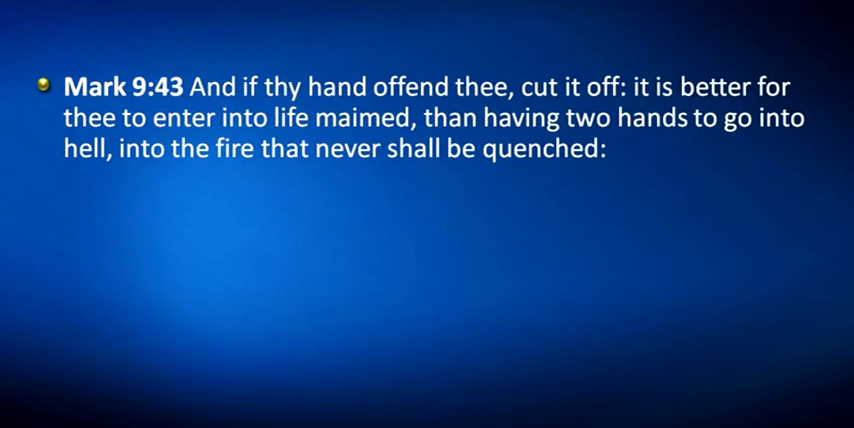 Mark 9:43 And if thy hand offend thee, cut it off: it is better for
thee to enter into life maimed, than having two hands to go into
hell, into the fire that never shall be quenched: